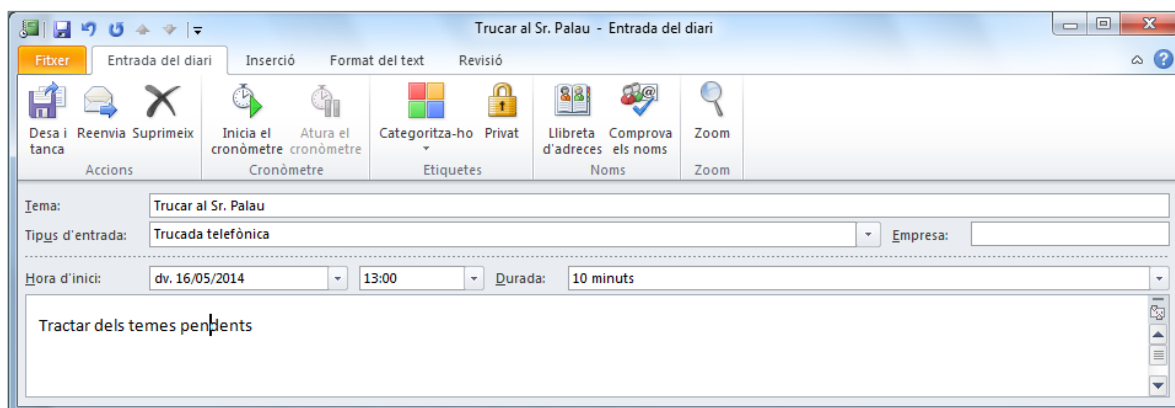 Trucar al Sr. Palau - Entrada del diari
Fitxer Entrada del diari Inserció Format del text Revisió
Desa i tanca Reenvia Suprimeix Inicia el cronòmetre Atura el cronòmetre Categoritza-ho Privat Llibreta d'adreces Comprova els noms Zoom
Accions Cronòmetre Etiquetes Noms Zoom
Tema: Trucar al Sr. Palau
Tipus d'entrada: Trucada telefònica Empresa:
Hora d'inici: dv. 16/05/2014 13:00 Durada: 10 minuts
Tractar dels temes pendents